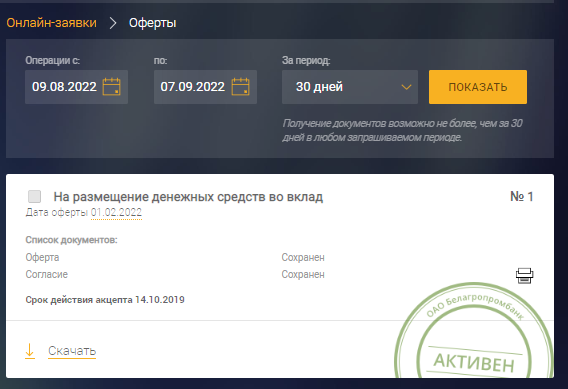 Онлайн-заявки > Оферты
Операции с: по: За период:
09.08.2022 07.09.2022 30 дней ПОКАЗАТЬ
Получение документов возможно не более, чем за 30
дней в любом запрашиваемом периоде.
На размещение денежных средств во вклад № 1
Дата оферты 01.02.2022
Список документов:
Оферта Сохранен
Согласие Сохранен
Срок действия акцепта 14.10.2019
ОАО Белагропромбанк
АКТИВЕН
Скачать